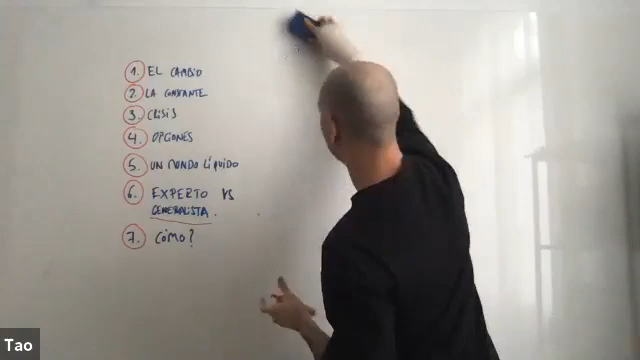 1. EL CAMBIO
2. LA CONSTANTE
3. CRISIS
4. OPCIONES
5. UN MUNDO LÍQUIDO
6. EXPERTO VS
GENERALISTA.
7. CÓMO?
Tao